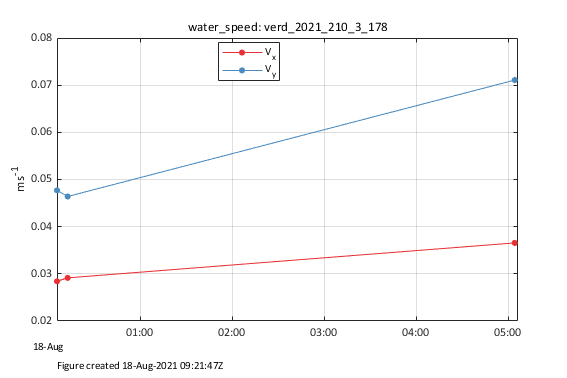 water_speed: verd_2021_210_3_178
0.08
Vx
Vy
0.07
0.06
0.05
ms-1
0.04
0.03
0.02
01:00 02:00 03:00 04:00 05:00
18-Aug
Figure created 18-Aug-2021 09:21:47Z